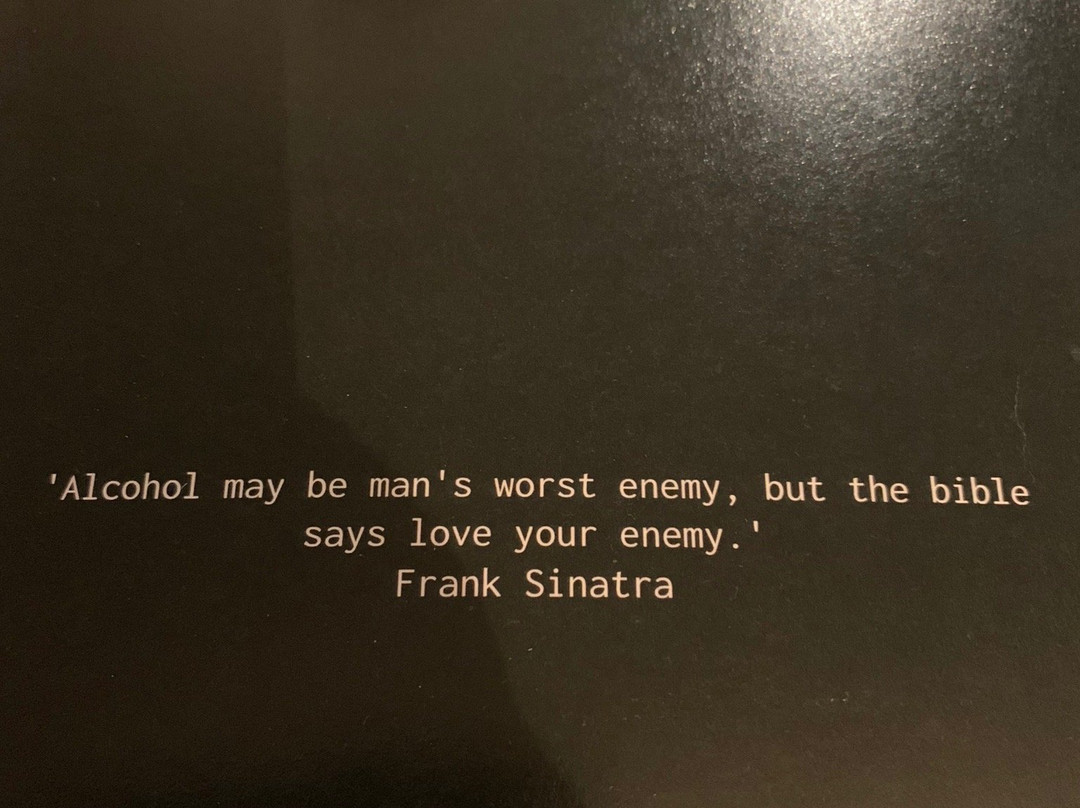 'Alcohol may be man's worst enemy, but the bible
says love your enemy.'
Frank Sinatra